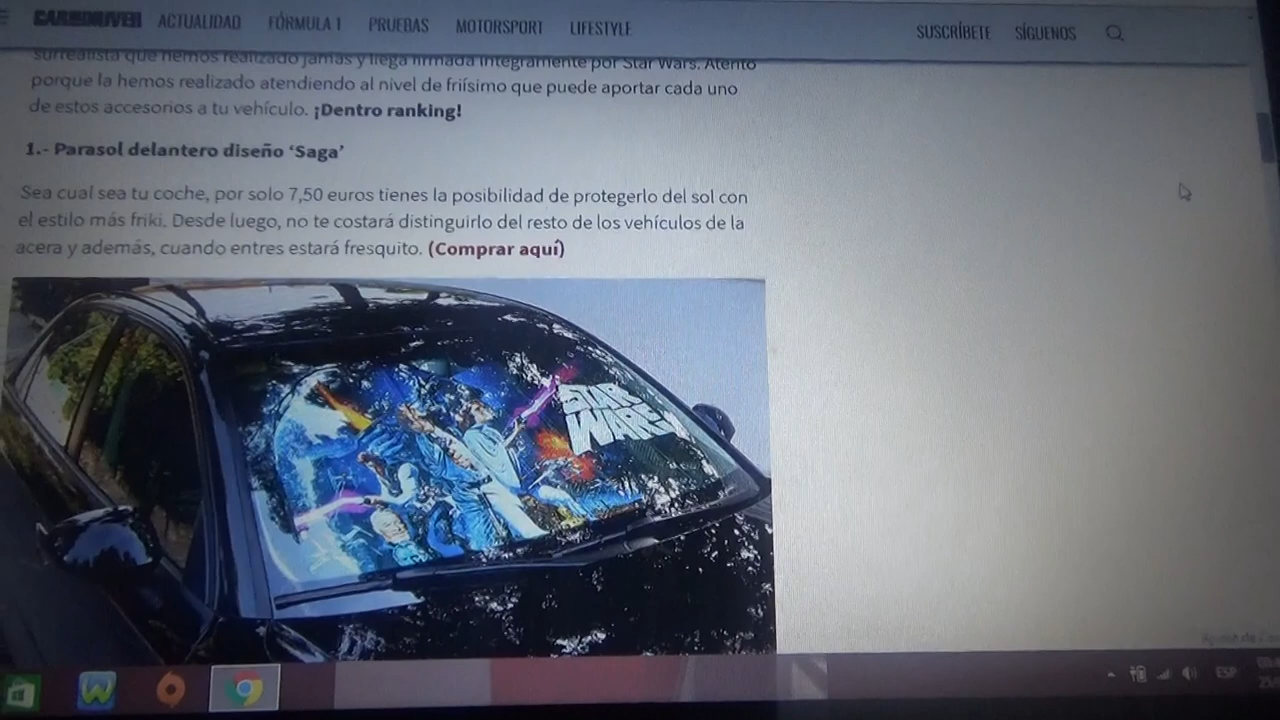 CAR AND DRIVER ACTUALIDAD FÓRMULA 1 PRUEBAS MOTORSPORT LIFESTYLE SUSCRÍBETE SÍGUENOS
surrealista que hemos realizado jamás y llega firmada íntegramente por Star Wars. Atento
porque la hemos realizado atendiendo al nivel de friísimo que puede aportar cada uno
de estos accesorios a tu vehículo. ¡Dentro ranking!
1.- Parasol delantero diseño ‘Saga’
Sea cual sea tu coche, por solo 7,50 euros tienes la posibilidad de protegerlo del sol con
el estilo más friki. Desde luego, no te costará distinguirlo del resto de los vehículos de la
acera y además, cuando entres estará fresquito. (Comprar aquí)
STAR
WARS
ESP